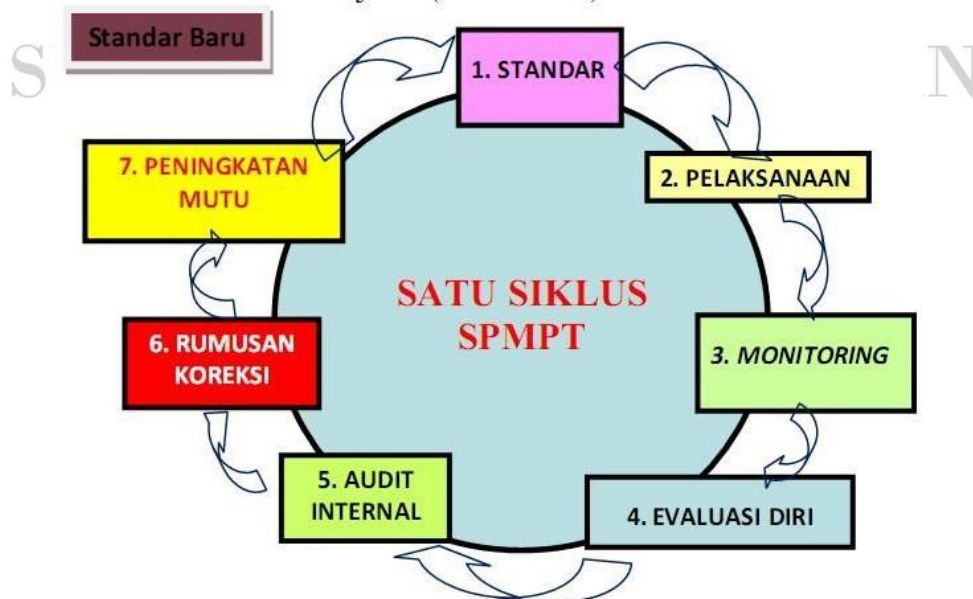 Standar Baru
S
N
1. STANDAR
2. PELAKSANAAN
3. MONITORING
4. EVALUASI DIRI
5. AUDIT
INTERNAL
6. RUMUSAN
KOREKSI
7. PENINGKATAN
MUTU
SATU SIKLUS
SPMPT